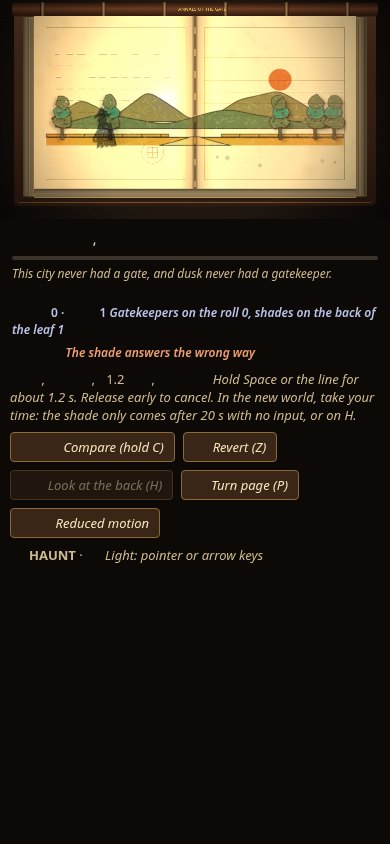 ANNALS OF THE GATE
,
This city never had a gate, and dusk never had a gatekeeper.
0 · 1 Gatekeepers on the roll 0, shades on the back of
the leaf 1
The shade answers the wrong way
, , 1.2 , Hold Space or the line for
about 1.2 s. Release early to cancel. In the new world, take your
time: the shade only comes after 20 s with no input, or on H.
Compare (hold C) Revert (Z)
Look at the back (H) Turn page (P)
Reduced motion
HAUNT · Light: pointer or arrow keys